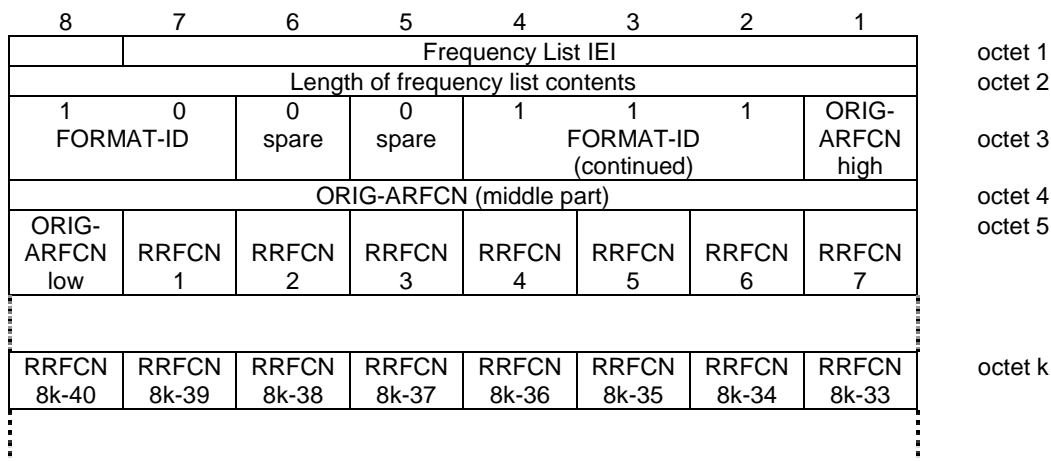 8 7 6 5 4 3 2 1
Frequency List IEI octet 1
Length of frequency list contents octet 2
1 0 0 0 1 1 1 ORIG-
FORMAT-ID spare spare FORMAT-ID ARFCN octet 3
(continued) high
ORIG-ARFCN (middle part) octet 4
ORIG- octet 5
ARFCN RRFCN RRFCN RRFCN RRFCN RRFCN RRFCN RRFCN
low 1 2 3 4 5 6 7
RRFCN RRFCN RRFCN RRFCN RRFCN RRFCN RRFCN RRFCN octet k
8k-40 8k-39 8k-38 8k-37 8k-36 8k-35 8k-34 8k-33